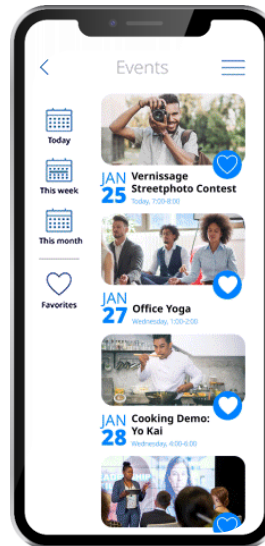 Events
Today
This week
This month
Favorites
JAN
25
Vernissage
Streetphoto Contest
Today, 7:00-8:00
JAN
27
Office Yoga
Wednesday, 1:00-2:00
JAN
28
Cooking Demo:
Yo Kai
Wednesday, 4:00-6:00